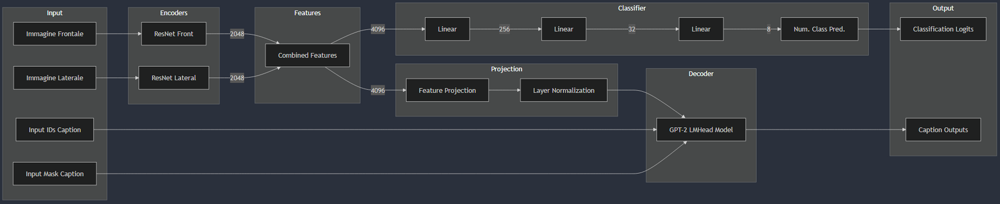 Input
Immagine Frontale
Immagine Laterale
Input IDs Caption
Input Mask Caption
Encoders
ResNet Front
ResNet Lateral
2048
2048
Features
Combined Features
4096
4096
Classifier
Linear
256
Linear
32
Linear
8
Num. Class Pred.
Projection
Feature Projection
Layer Normalization
Decoder
GPT-2 LMHead Model
Output
Classification Logits
Caption Outputs